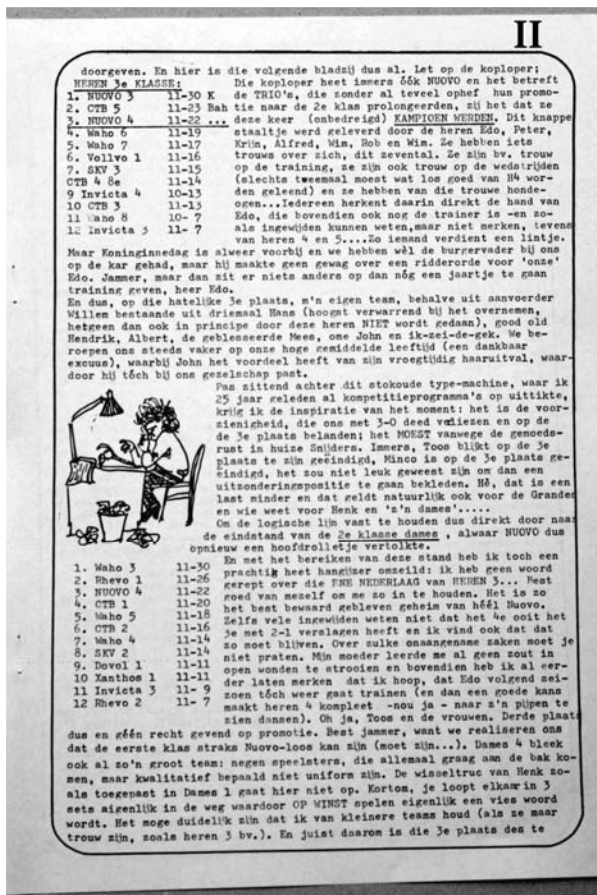 II
doorgeven. En hier is die volgende bladzij dus al. Let op de koploper;
HEREN 3e KLASSE: Die koploper heet immers óók NUOVO en het betreft
1. NUOVO 3 11-30 K de TRIO's, die zonder al teveel ophef hun promo-
2. CTB 5 11-23 Bah tie naar de 2e klas prolongeerden, zij het dat ze
3. NUOVO 4 11-22 ... deze keer (onbedreigd) KAMPIOEN WERDEN. Dit knappe
4. Waho 6 11-19 staaltje werd geleverd door de heren Edo, Peter,
5. Waho 7 11-17 Krijn, Alfred, Wim, Rob en Wim. Ze hebben iets
6. Vollvo 1 11-16 trouws over zich, dit zevental. Ze zijn bv. trouw
7. SKV 3 11-15 op de training, ze zijn ook trouw op de wedstrijden
CTB 4 8e 11-14 (slechts tweemaal moest wat los goed van H4 wor-
9 Invicta 4 10-13 den geleend) en ze hebben van die trouwe honde-
10 CTB 3 11-13 ogen...Iedereen herkent daarin direkt de hand van
11 Waho 8 10- 7 Edo, die bovendien ook nog de trainer is -en zo-
12 Invicta 3 11- 7 als ingewijden kunnen weten,maar niet merken, tevens
van heren 4 en 5....Zo iemand verdient een lintje.
Maar Koninginnedag is alweer voorbij en we hebben wèl de burgervader bij ons
op de kar gehad, maar hij maakte geen gewag over een ridderorde voor 'onze'
Edo. Jammer, maar dan zit er niets anders op dan nóg een jaartje te gaan
training geven, heer Edo.
En dus, op die hatelijke 3e plaats, m'n eigen team, behalve uit aanvoerder
Willem bestaande uit driemaal Hans (hoogst verwarrend bij het overnemen,
hetgeen dan ook in principe door deze heren NIET wordt gedaan), good old
Hendrik, Albert, de geblesseerde Mees, ome John en ik-zei-de-gek. We be-
roepen ons steeds vaker op onze hoge gemiddelde leeftijd (een dankbaar
excuus), waarbij John het voordeel heeft van zijn vroegtijdig haaruitval, waar-
door hij tôch bij ons gezelschap past.
Pas zittend achter dit stokoude type-machine, waar ik
25 jaar geleden al kompetitieprogramma's op uittikte,
krijg ik de inspiratie van het moment: het is de voor-
zienigheid, die ons met 3-0 deed verliezen en op de
de 3e plaats belanden; het MOEST vanwege de gemoeds-
rust in huize Snijders. Immers, Toos blijkt op de 3e
plaats te zijn geëindigd, Minco is op de 3e plaats ge-
eindigd, het zou niet leuk geweest zijn om dan een
uitzonderingspositie te gaan bekleden. Hè, dat is een
last minder en dat geldt natuurlijk ook voor de Grandes
en wie weet voor Henk en 'z'n dames'.....
Om de logische lijn vast te houden dus direkt door naar
de eindstand van de 2e klasse dames , alwaar NUOVO dus
opnieuw een hoofdrolletje vertolkte.
1. Waho 3 11-30 En met het bereiken van deze stand heb ik toch een
2. Rhevo 1 11-26 prachtig heet hangijzer omzeild: ik heb geen woord
3. NUOVO 4 11-22 gerept over die ENE NEDERLAAG van HEREN 3... Best
4. CTB 1 11-20 goed van mezelf om me zo in te houden. Het is zo
5. Waho 5 11-18 het best bewaard gebleven geheim van héél Nuovo.
6. CTB 2 11-16 Zelfs vele ingewijden weten niet dat het 4e ooit het
7. Waho 4 11-14 3e met 2-1 verslagen heeft en ik vind ook dat dat
8. SKV 2 11-14 zo moet blijven. Over zulke onaangename zaken moet je
9. Dovol 1 11-11 niet praten. Mijn moeder leerde me al geen zout in
10 Xanthos 1 11-11 open wonden te strooien en bovendien heb ik al eer-
11 Invicta 3 11- 9 der laten merken dat ik hoop, dat Edo volgend sei-
12 Rhevo 2 11- 7 zoen tóch weer gaat trainen (en dan een goede kans
maakt heren 4 kompleet -nou ja - naar z'n pijpen te
zien dansen). Oh ja, Toos en de vrouwen. Derde plaats
dus en géén recht gevend op promotie. Best jammer, want we realiseren ons
dat de eerste klas straks Nuovo-loos kan zijn (moet zijn...). Dames 4 bleek
ook al zo'n groot team: negen speelsters, die allemaal graag aan de bak ko-
men, maar kwalitatief bepaald niet uniform zijn. De wisseltruc van Henk zo-
als toegepast in Dames 1 gaat hier niet op. Kortom, je loopt elkaar in 3
sets aigenlijk in de weg waardoor OP WINST spelen eigenlijk een vies woord
wordt. Het moge duidelijk zijn dat ik van kleinere teams houd (als ze maar
trouw zijn, zoals heren 3 bv.). En juist daarom is die 3e plaats des te